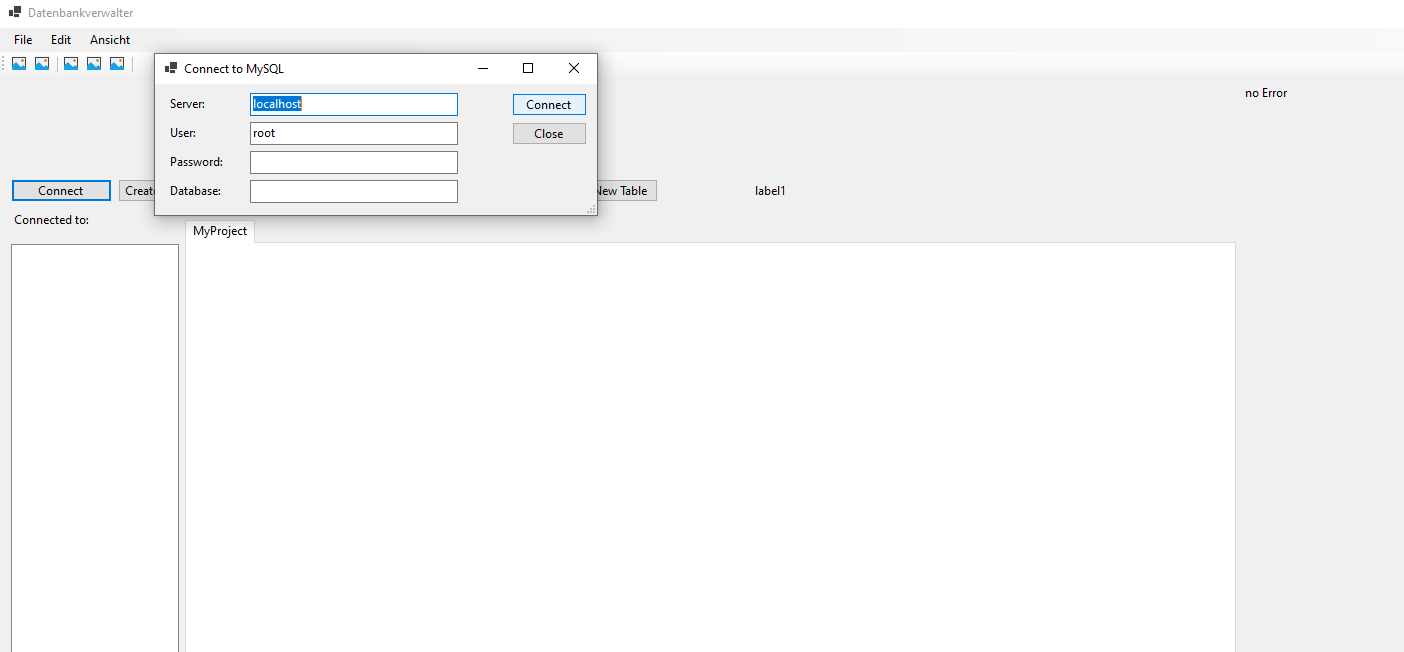 Datenbankverwalter
File Edit Ansicht
Connect to MySQL
Server: localhost Connect
User: root Close
Password:
Database:
no Error
Connect New Table label1
Connected to:
MyProject